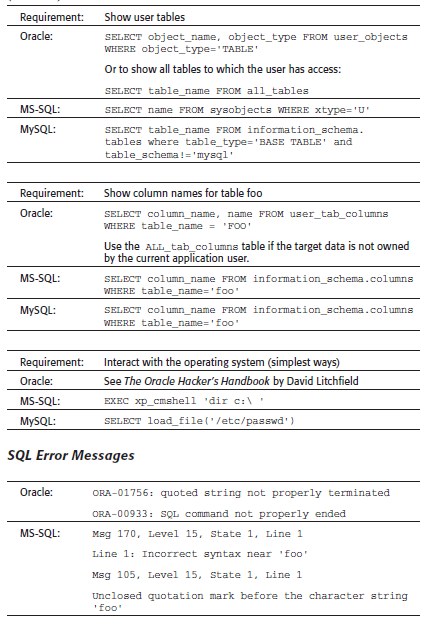 Requirement: Show user tables
Oracle: SELECT object_name, object_type FROM user_objects
WHERE object_type='TABLE'
Or to show all tables to which the user has access:
SELECT table_name FROM all_tables
MS-SQL: SELECT name FROM sysobjects WHERE xtype='U'
MySQL: SELECT table_name FROM information_schema.
tables where table_type='BASE TABLE' and
table_schema!='mysql'
Requirement: Show column names for table foo
Oracle: SELECT column_name, name FROM user_tab_columns
WHERE table_name = 'FOO'
Use the ALL_tab_columns table if the target data is not owned
by the current application user.
MS-SQL: SELECT column_name FROM information_schema.columns
WHERE table_name='foo'
MySQL: SELECT column_name FROM information_schema.columns
WHERE table_name='foo'
Requirement: Interact with the operating system (simplest ways)
Oracle: See The Oracle Hacker's Handbook by David Litchfield
MS-SQL: EXEC xp_cmshell 'dir c:\ '
MySQL: SELECT load_file('/etc/passwd')
SQL Error Messages
Oracle: ORA-01756: quoted string not properly terminated
ORA-00933: SQL command not properly ended
MS-SQL: Msg 170, Level 15, State 1, Line 1
Line 1: Incorrect syntax near 'foo'
Msg 105, Level 15, State 1, Line 1
Unclosed quotation mark before the character string
'foo'